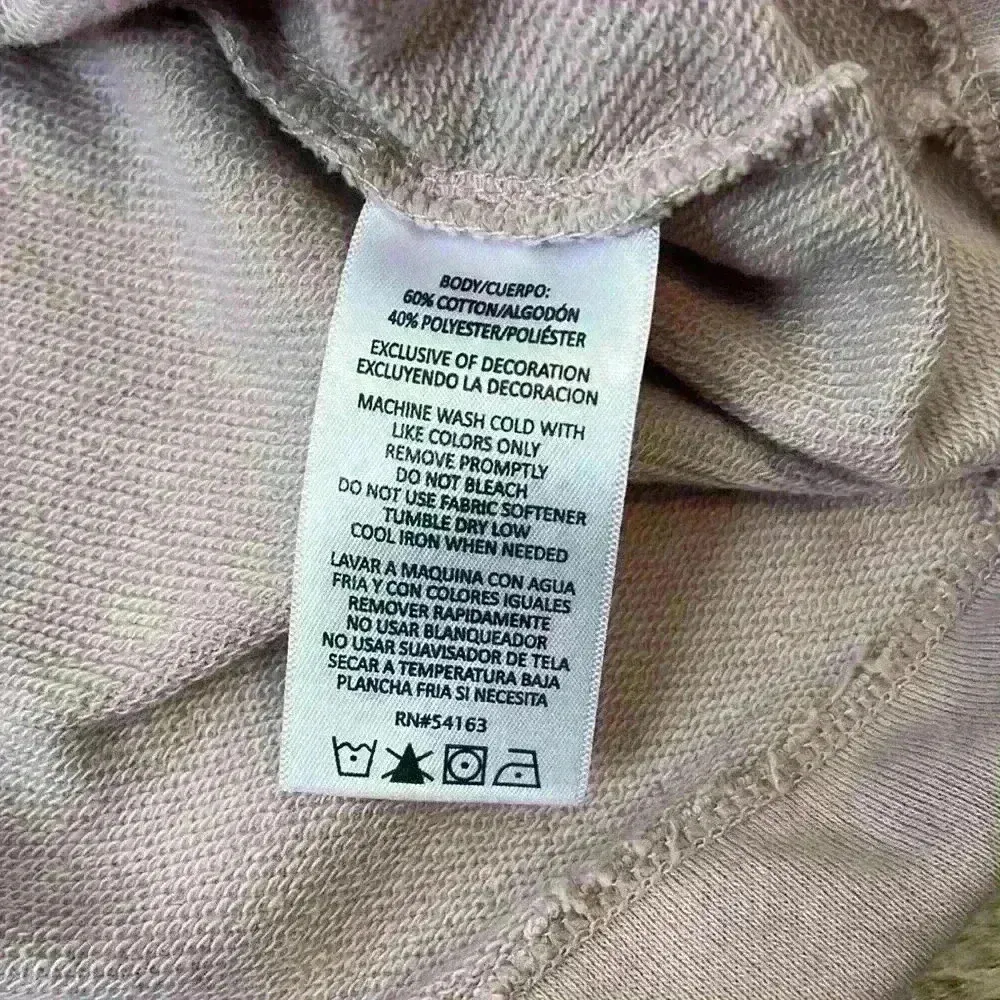 BODY/CUERPO:
60% COTTON/ALGODÓN
40% POLYESTER/POLIÉSTER
EXCLUSIVE OF DECORATION
EXCLUYENDO LA DECORACION
MACHINE WASH COLD WITH
LIKE COLORS ONLY
REMOVE PROMPTLY
DO NOT BLEACH
DO NOT USE FABRIC SOFTENER
TUMBLE DRY LOW
COOL IRON WHEN NEEDED
LAVAR A MAQUINA CON AGUA
FRIA Y CON COLORES IGUALES
REMOVER RAPIDAMENTE
NO USAR BLANQUEADOR
NO USAR SUAVISADOR DE TELA
SECAR A TEMPERATURA BAJA
PLANCHA FRIA SI NECESITA
RN#54163